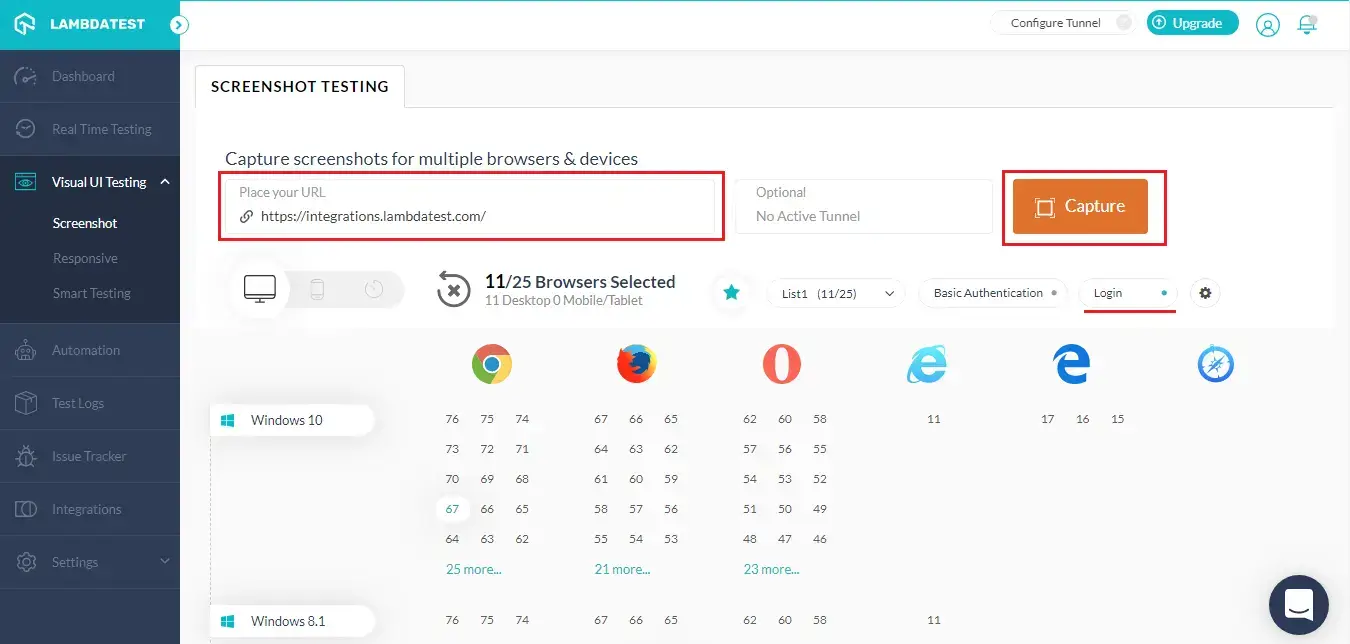 LAMBDATEST
Configure Tunnel
Upgrade
Dashboard
Real Time Testing
Visual UI Testing
Screenshot
Responsive
Smart Testing
Automation
Test Logs
Issue Tracker
Integrations
Settings
SCREENSHOT TESTING
Capture screenshots for multiple browsers & devices
Place your URL
https://integrations.lambdatest.com/
Optional
No Active Tunnel
Capture
11/25 Browsers Selected
11 Desktop 0 Mobile/Tablet
List1 (11/25)
Basic Authentication
Login
Windows 10
76 75 74 67 66 65 62 60 58 11 17 16 15
73 72 71 64 63 62 57 56 55
70 69 68 61 60 59 54 53 52
67 66 65 58 57 56 51 50 49
64 63 62 55 54 53 48 47 46
25 more... 21 more... 23 more...
Windows 8.1
76 75 74 67 66 65 62 60 58 11